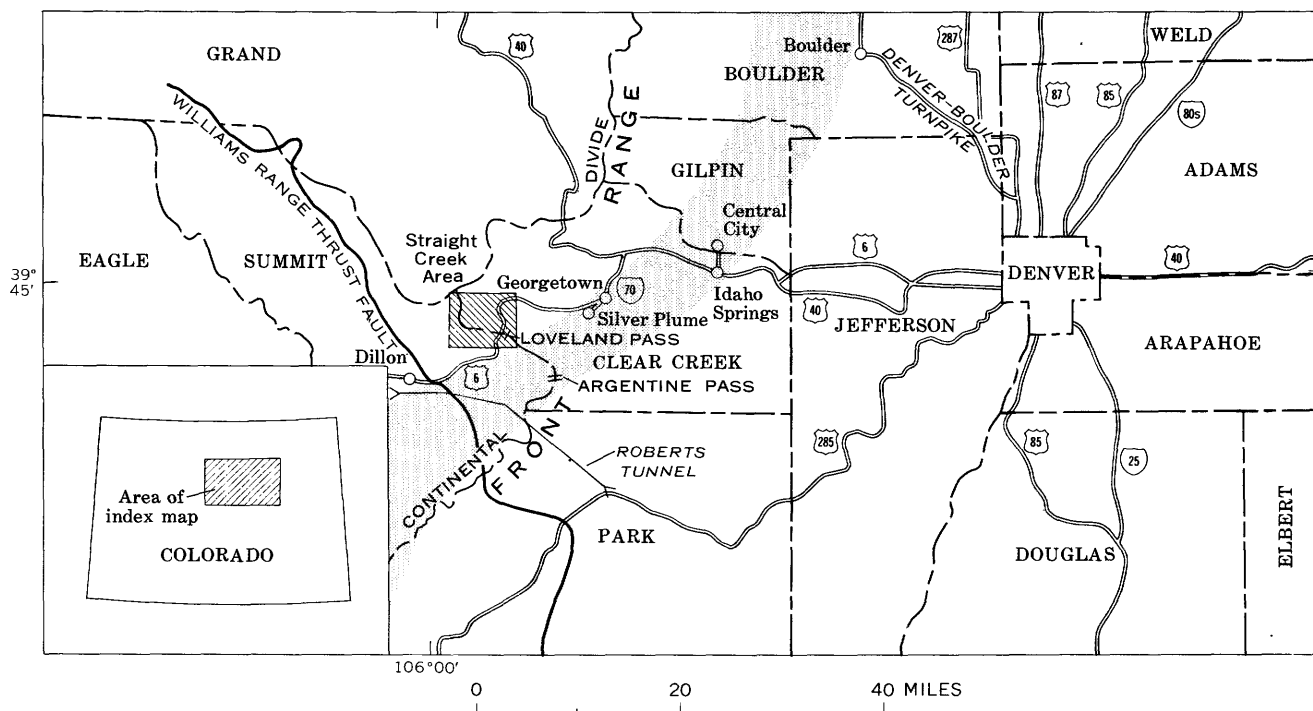 GRAND
40
DIVIDE
RANGE
BOULDER
Boulder
287
DENVER-BOULDER
TURNPIKE
87
85
80s
WELD
ADAMS
WILLIAMS RANGE THRUST FAULT
GILPIN
Central
City
EAGLE
SUMMIT
Straight
Creek
Area
39°
45'
Georgetown
70
Silver Plume
Idaho
Springs
6
40
JEFFERSON
DENVER
40
ARAPAHOE
LOVELAND PASS
Dillon
6
CLEAR CREEK
ARGENTINE PASS
CONTINENTAL
FRONT
ROBERTS
TUNNEL
285
85
25
ELBERT
PARK
DOUGLAS
Area of
index map
COLORADO
106°00'
0 20 40 MILES